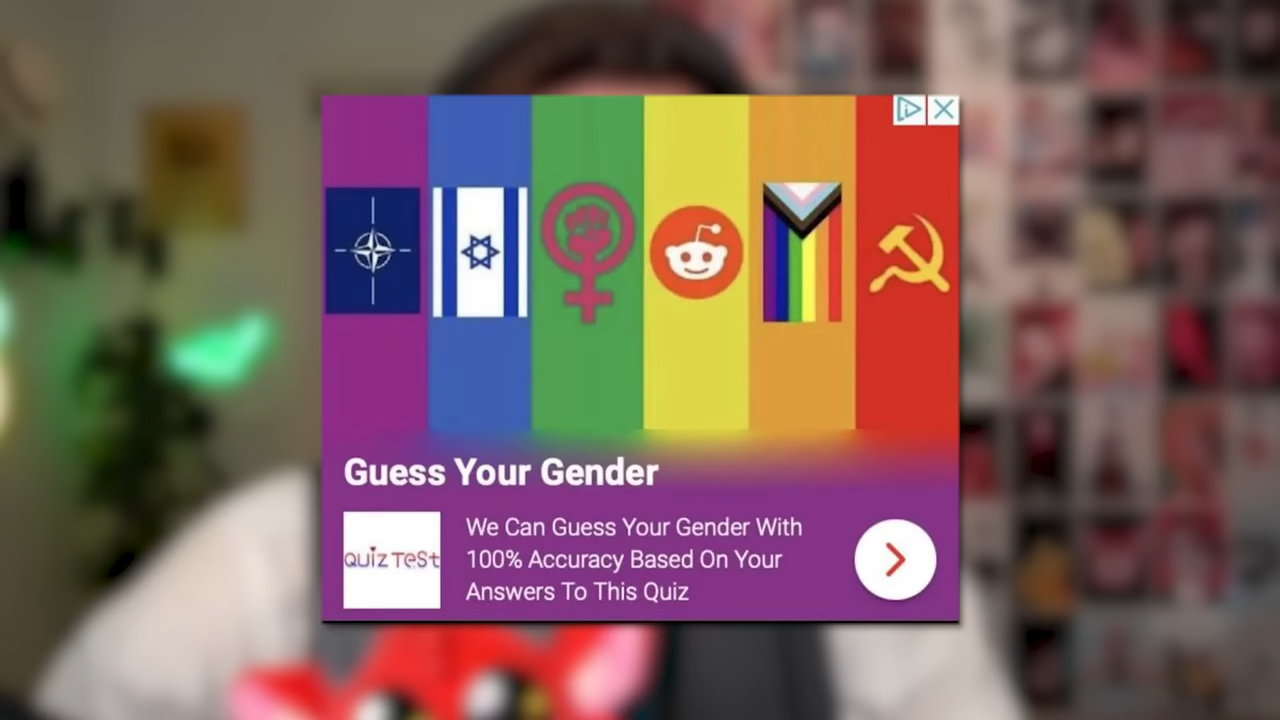 Guess Your Gender
QUIZ TEST
We Can Guess Your Gender With
100% Accuracy Based On Your
Answers To This Quiz